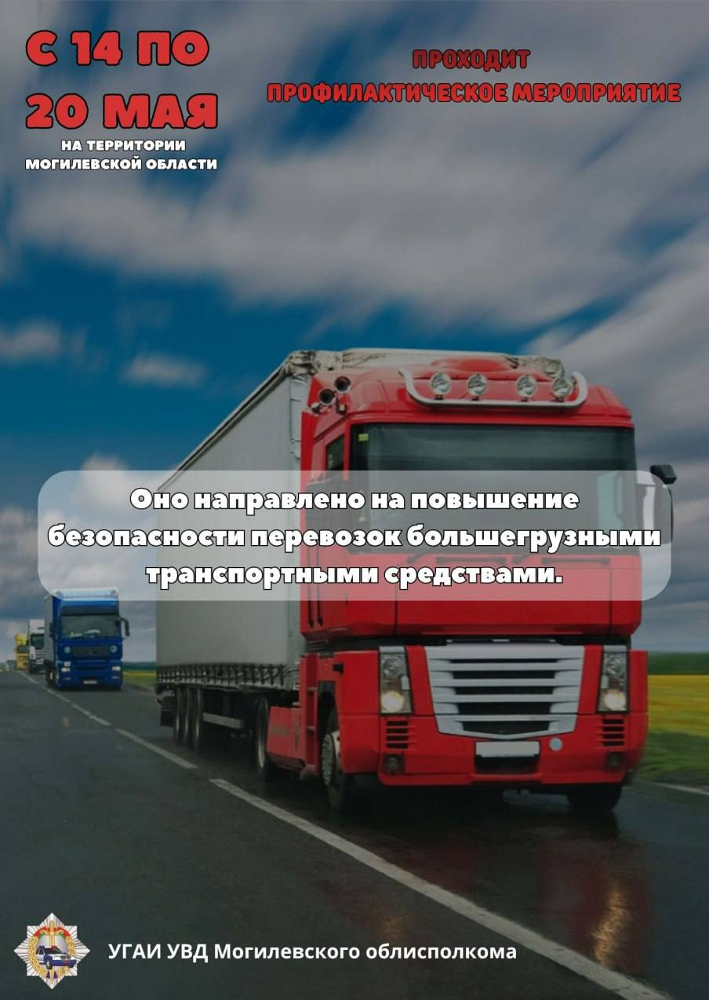 С 14 ПО
20 МАЯ
НА ТЕРРИТОРИИ
МОГИЛЕВСКОЙ ОБЛАСТИ
ПРОХОДИТ
ПРОФИЛАКТИЧЕСКОЕ МЕРОПРИЯТИЕ
Оно направлено на повышение
безопасности перевозок большегрузными
транспортными средствами.
УГАИ УВД Могилевского облисполкома